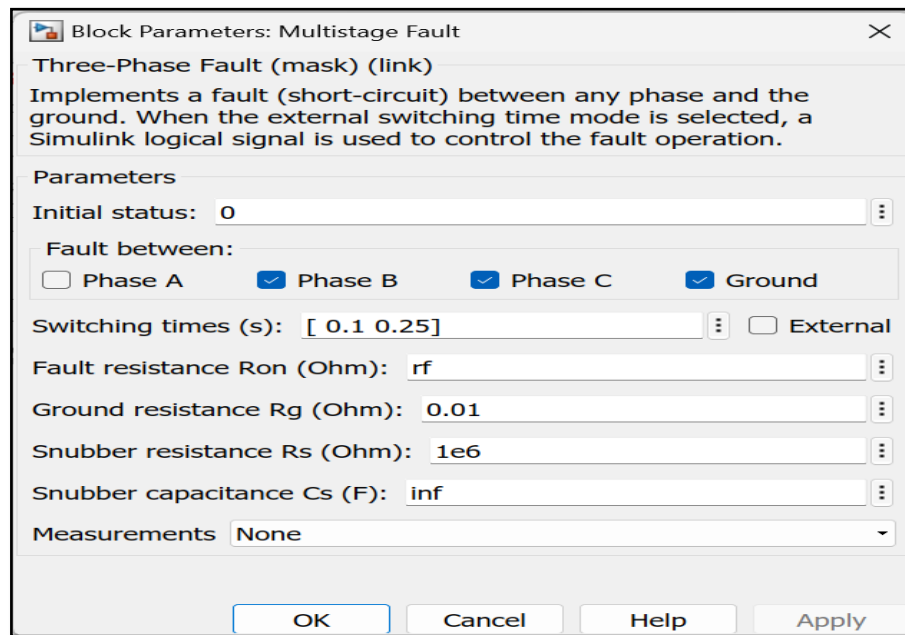 Block Parameters: Multistage Fault
Three-Phase Fault (mask) (link)
Implements a fault (short-circuit) between any phase and the
ground. When the external switching time mode is selected, a
Simulink logical signal is used to control the fault operation.
Parameters
Initial status: 0
Fault between:
Phase A Phase B Phase C Ground
Switching times (s): [ 0.1 0.25] External
Fault resistance Ron (Ohm): rf
Ground resistance Rg (Ohm): 0.01
Snubber resistance Rs (Ohm): 1e6
Snubber capacitance Cs (F): inf
Measurements None
OK Cancel Help Apply